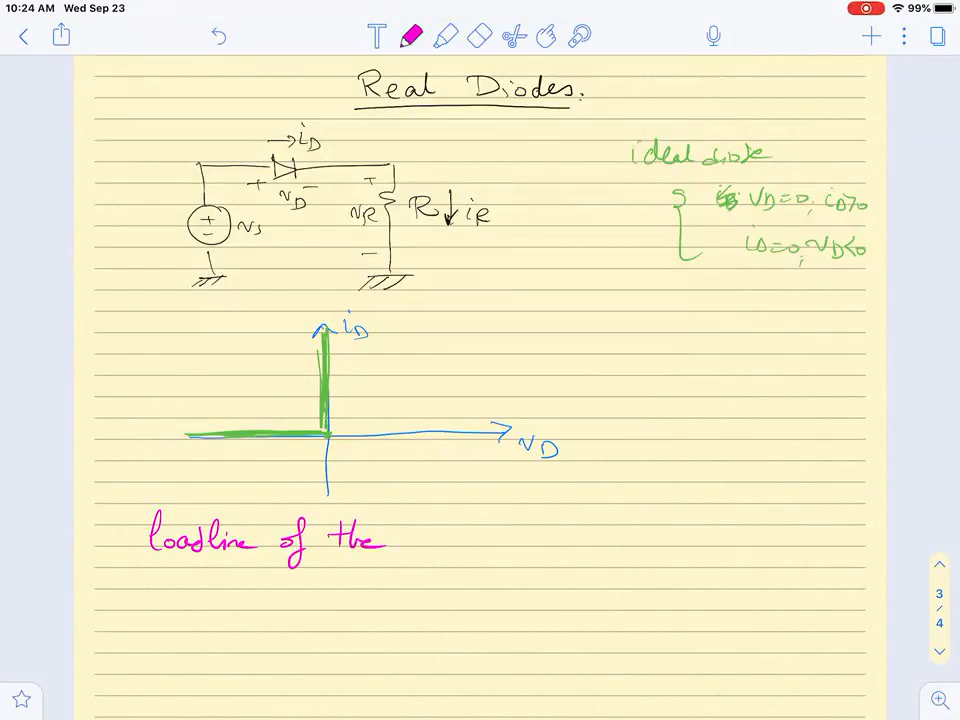 10:24 AM Wed Sep 23
99%
Real Diodes.
→ iD
+ vD -
+ vs -
+ vR -
R ↓ iR
ideal diode
vD=0, iD>0
iD=0, vD<0
iD
vD
loadline of the
3
/
4